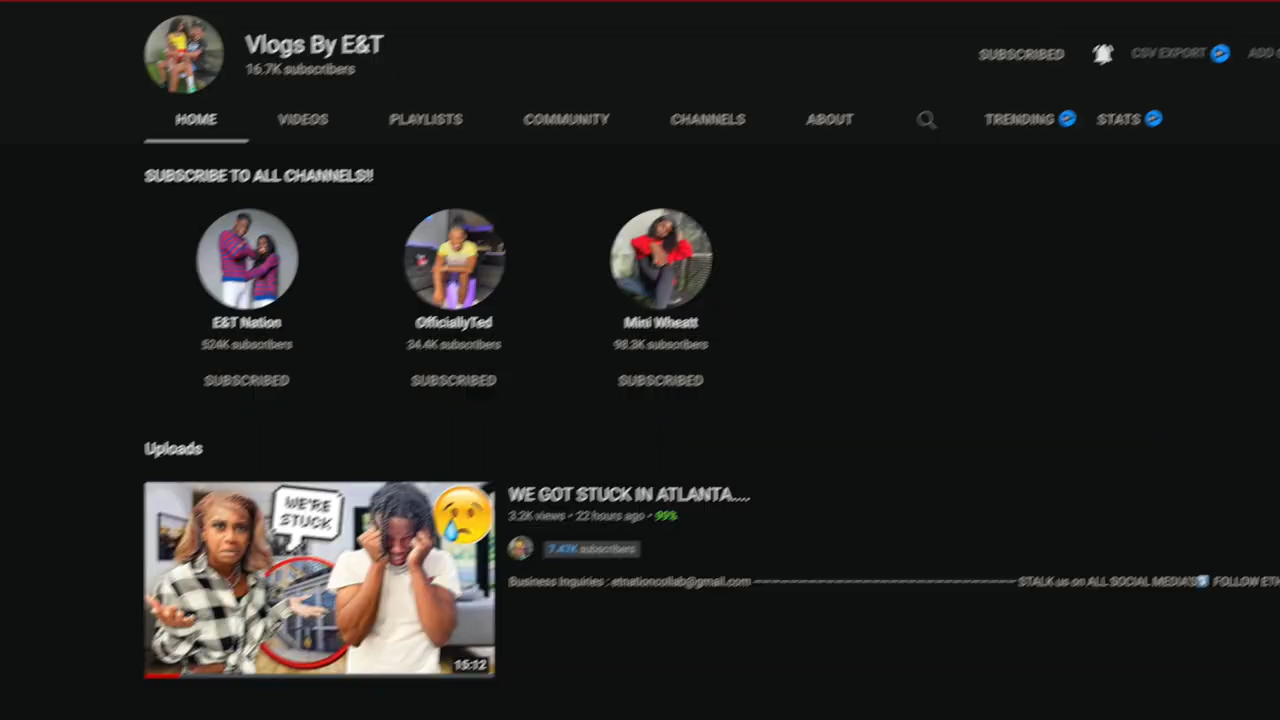 Vlogs By E&T
16.7K subscribers
SUBSCRIBED
CSV EXPORT
ADD
HOME
VIDEOS
PLAYLISTS
COMMUNITY
CHANNELS
ABOUT
TRENDING
STATS
SUBSCRIBE TO ALL CHANNELS!!
E&T Nation
524K subscribers
SUBSCRIBED
OfficiallyTed
34.4K subscribers
SUBSCRIBED
Mini Wheatt
98.3K subscribers
SUBSCRIBED
Uploads
WE'RE
STUCK
15:12
WE GOT STUCK IN ATLANTA....
3.2K views • 22 hours ago • 99%
subscribers
Business Inquiries : etnationcollab@gmail.com ---------------------------------------------------------- STALK us on ALL SOCIAL MEDIA'S FOLLOW ETH